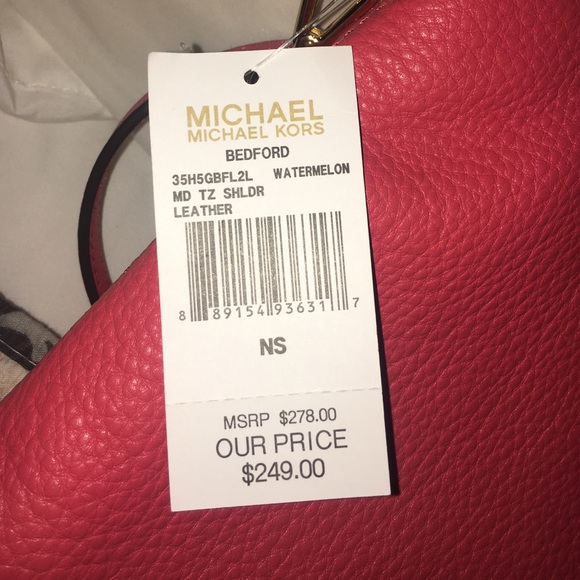 MICHAEL
MICHAEL KORS
BEDFORD
35H5GBFL2L WATERMELON
MD TZ SHLDR
LEATHER
8 89154 93631 7
NS
MSRP $278.00
OUR PRICE
$249.00